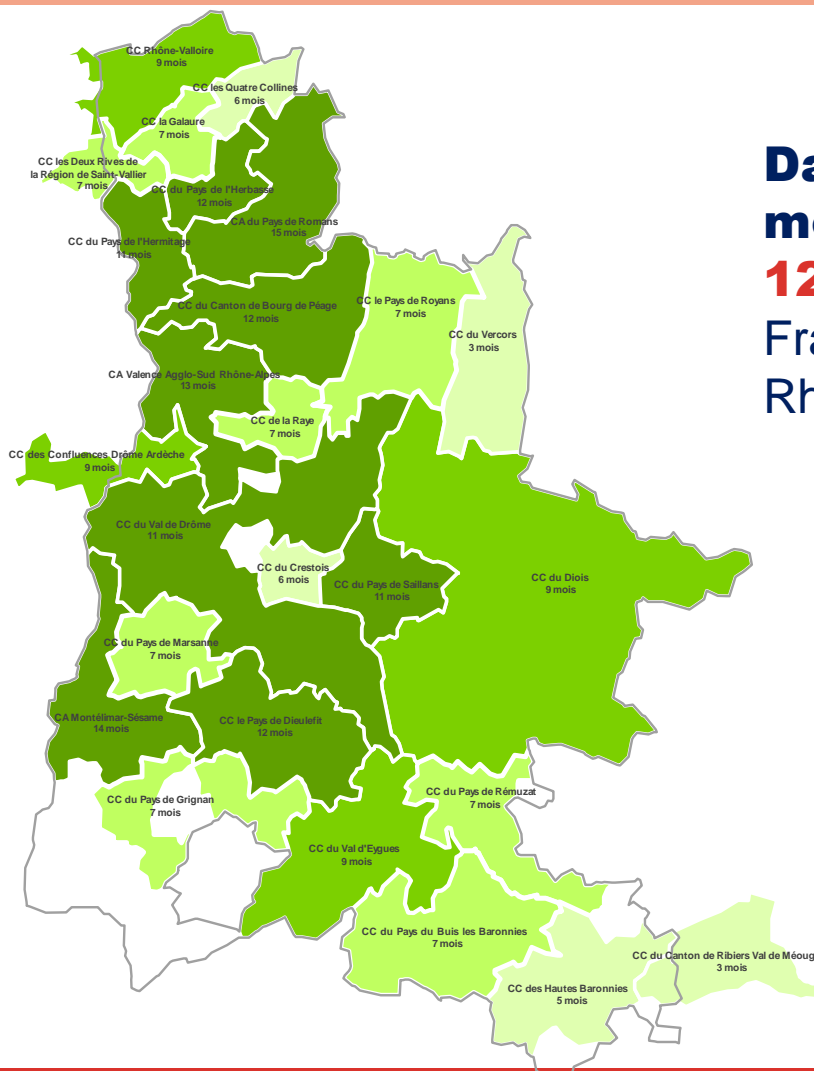 CC Rhône-Valloire
9 mois
CC les Quatre Collines
6 mois
CC la Galaure
7 mois
CC les Deux Rives de
la Région de Saint-Vallier
7 mois
CC du Pays de l'Herbasse
12 mois
CA du Pays de Romans
15 mois
CC du Pays de l'Hermitage
11 mois
CC du Canton de Bourg de Péage
12 mois
CC le Pays de Royans
7 mois
CC du Vercors
3 mois
CA Valence Agglo-Sud Rhône-Alpes
13 mois
CC de la Raye
7 mois
CC des Confluences Drôme Ardèche
9 mois
CC du Val de Drôme
11 mois
CC du Crestois
6 mois
CC du Pays de Saillans
11 mois
CC du Diois
9 mois
CC du Pays de Marsanne
7 mois
CA Montélimar-Sésame
14 mois
CC le Pays de Dieulefit
12 mois
CC du Pays de Grignan
7 mois
CC du Pays de Rémuzat
7 mois
CC du Val d'Eygues
9 mois
CC du Pays du Buis les Baronnies
7 mois
CC des Hautes Baronnies
5 mois
CC du Canton de Ribiers Val de Méoug
3 mois
Da
12
Fra
Rh